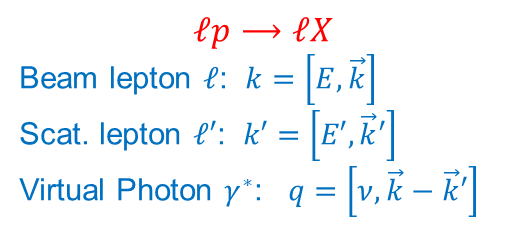 ℓp ⟶ ℓX
Beam lepton ℓ: k = [E, k⃗]
Scat. lepton ℓ′: k′ = [E′, k⃗′]
Virtual Photon γ*: q = [ν, k⃗ − k⃗′]